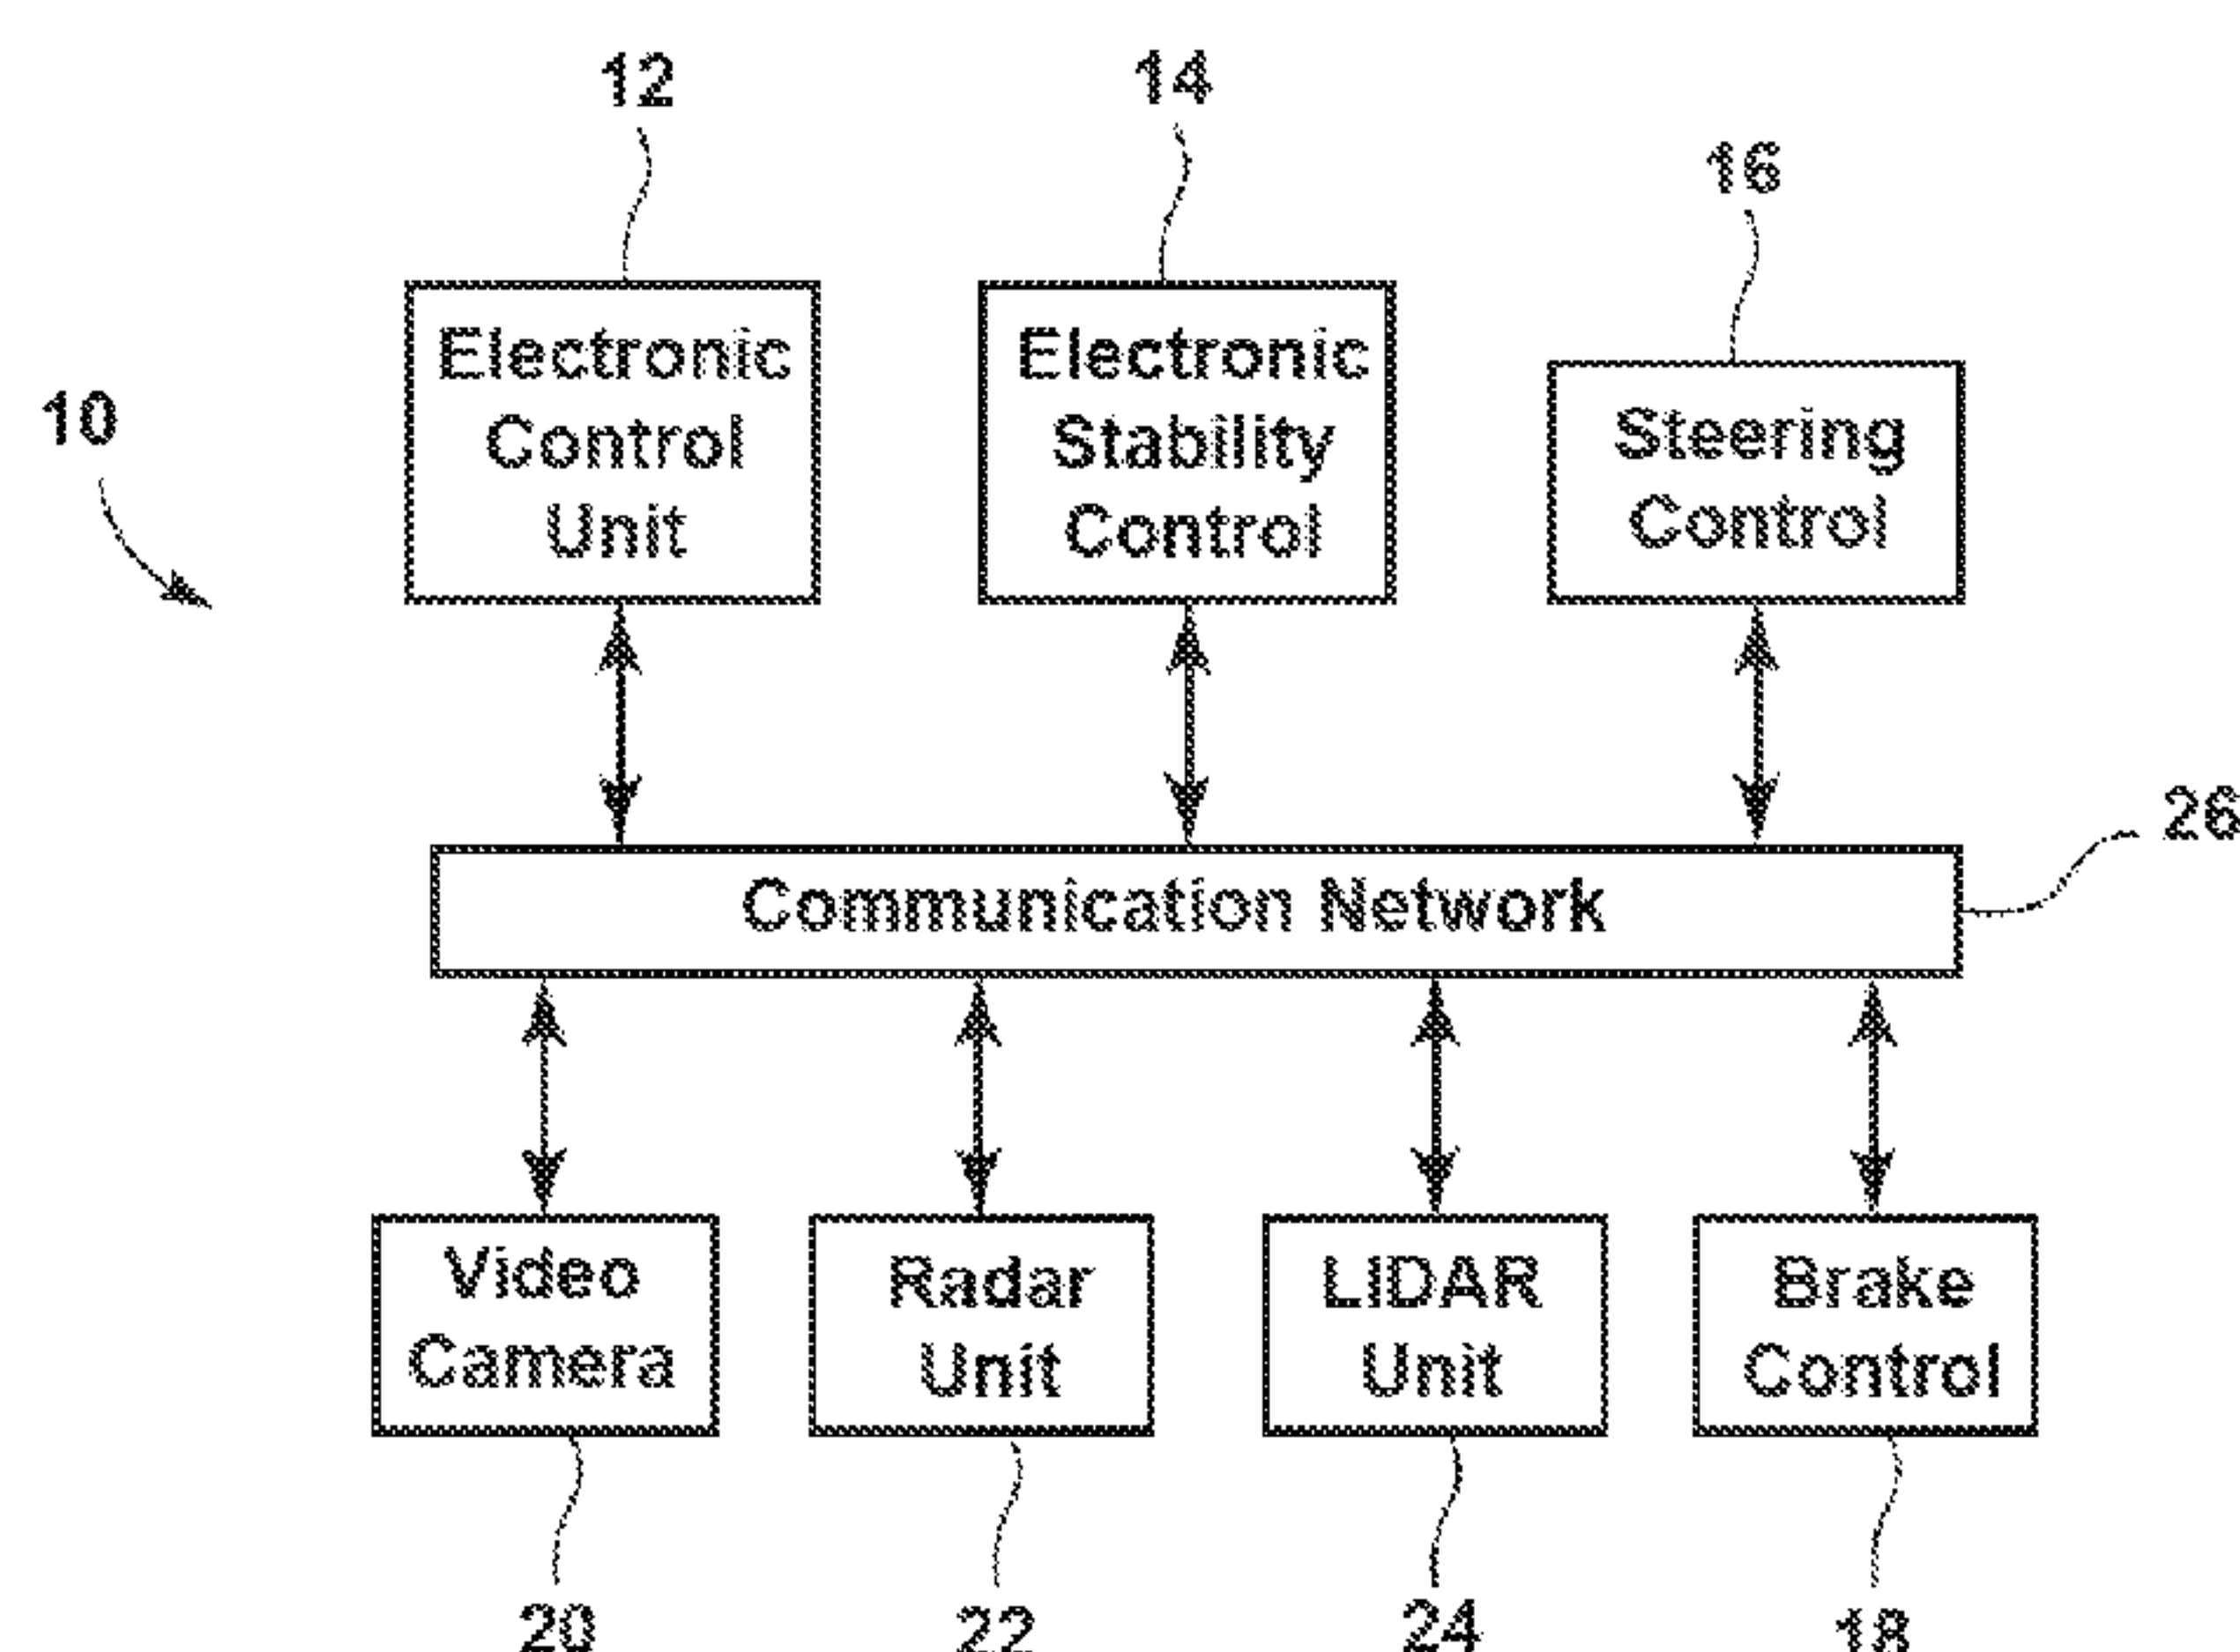 12
14
16
10
Electronic
Control
Unit
Electronic
Stability
Control
Steering
Control
26
Communication Network
Video
Camera
Radar
Unit
LIDAR
Unit
Brake
Control
20
22
24
18